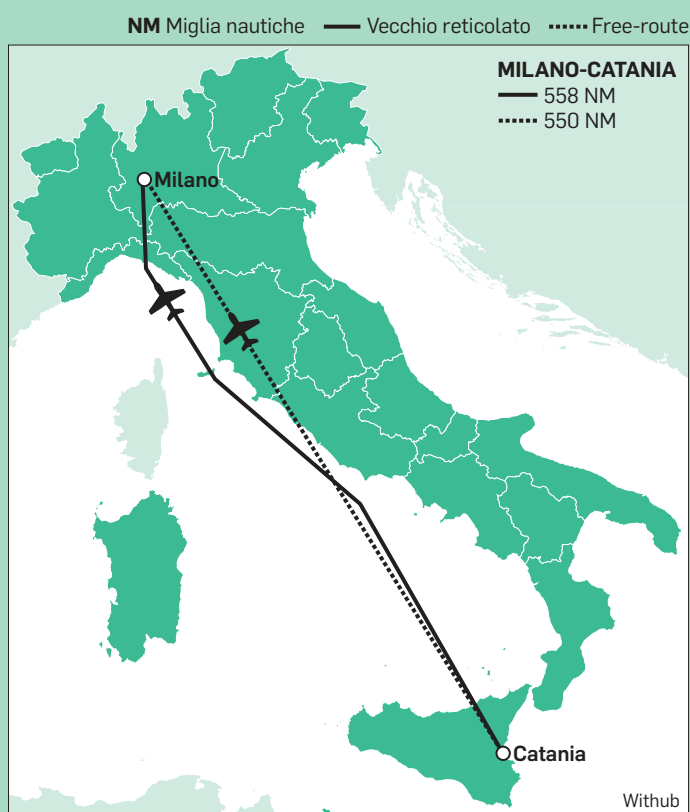 NM Miglia nautiche Vecchio reticolato Free-route
MILANO-CATANIA
558 NM
550 NM
Milano
Catania
Withub